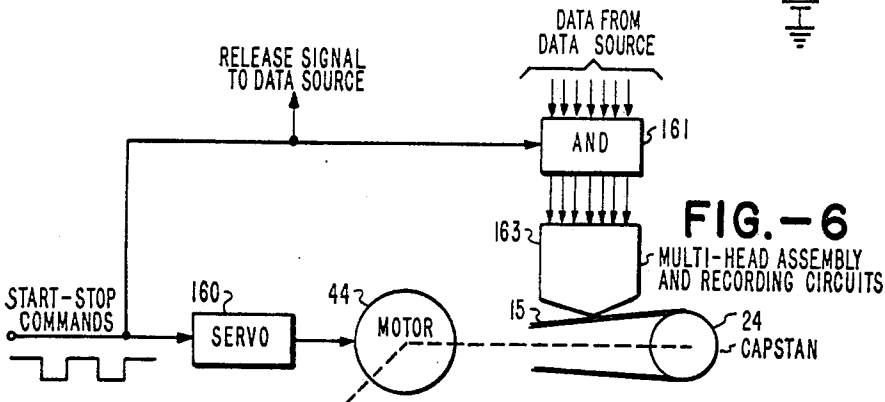 DATA FROM
DATA SOURCE
RELEASE SIGNAL
TO DATA SOURCE
AND
161
FIG.-6
163
MULTI-HEAD ASSEMBLY
AND RECORDING CIRCUITS
START-STOP
COMMANDS
160
SERVO
44
MOTOR
15
24
CAPSTAN